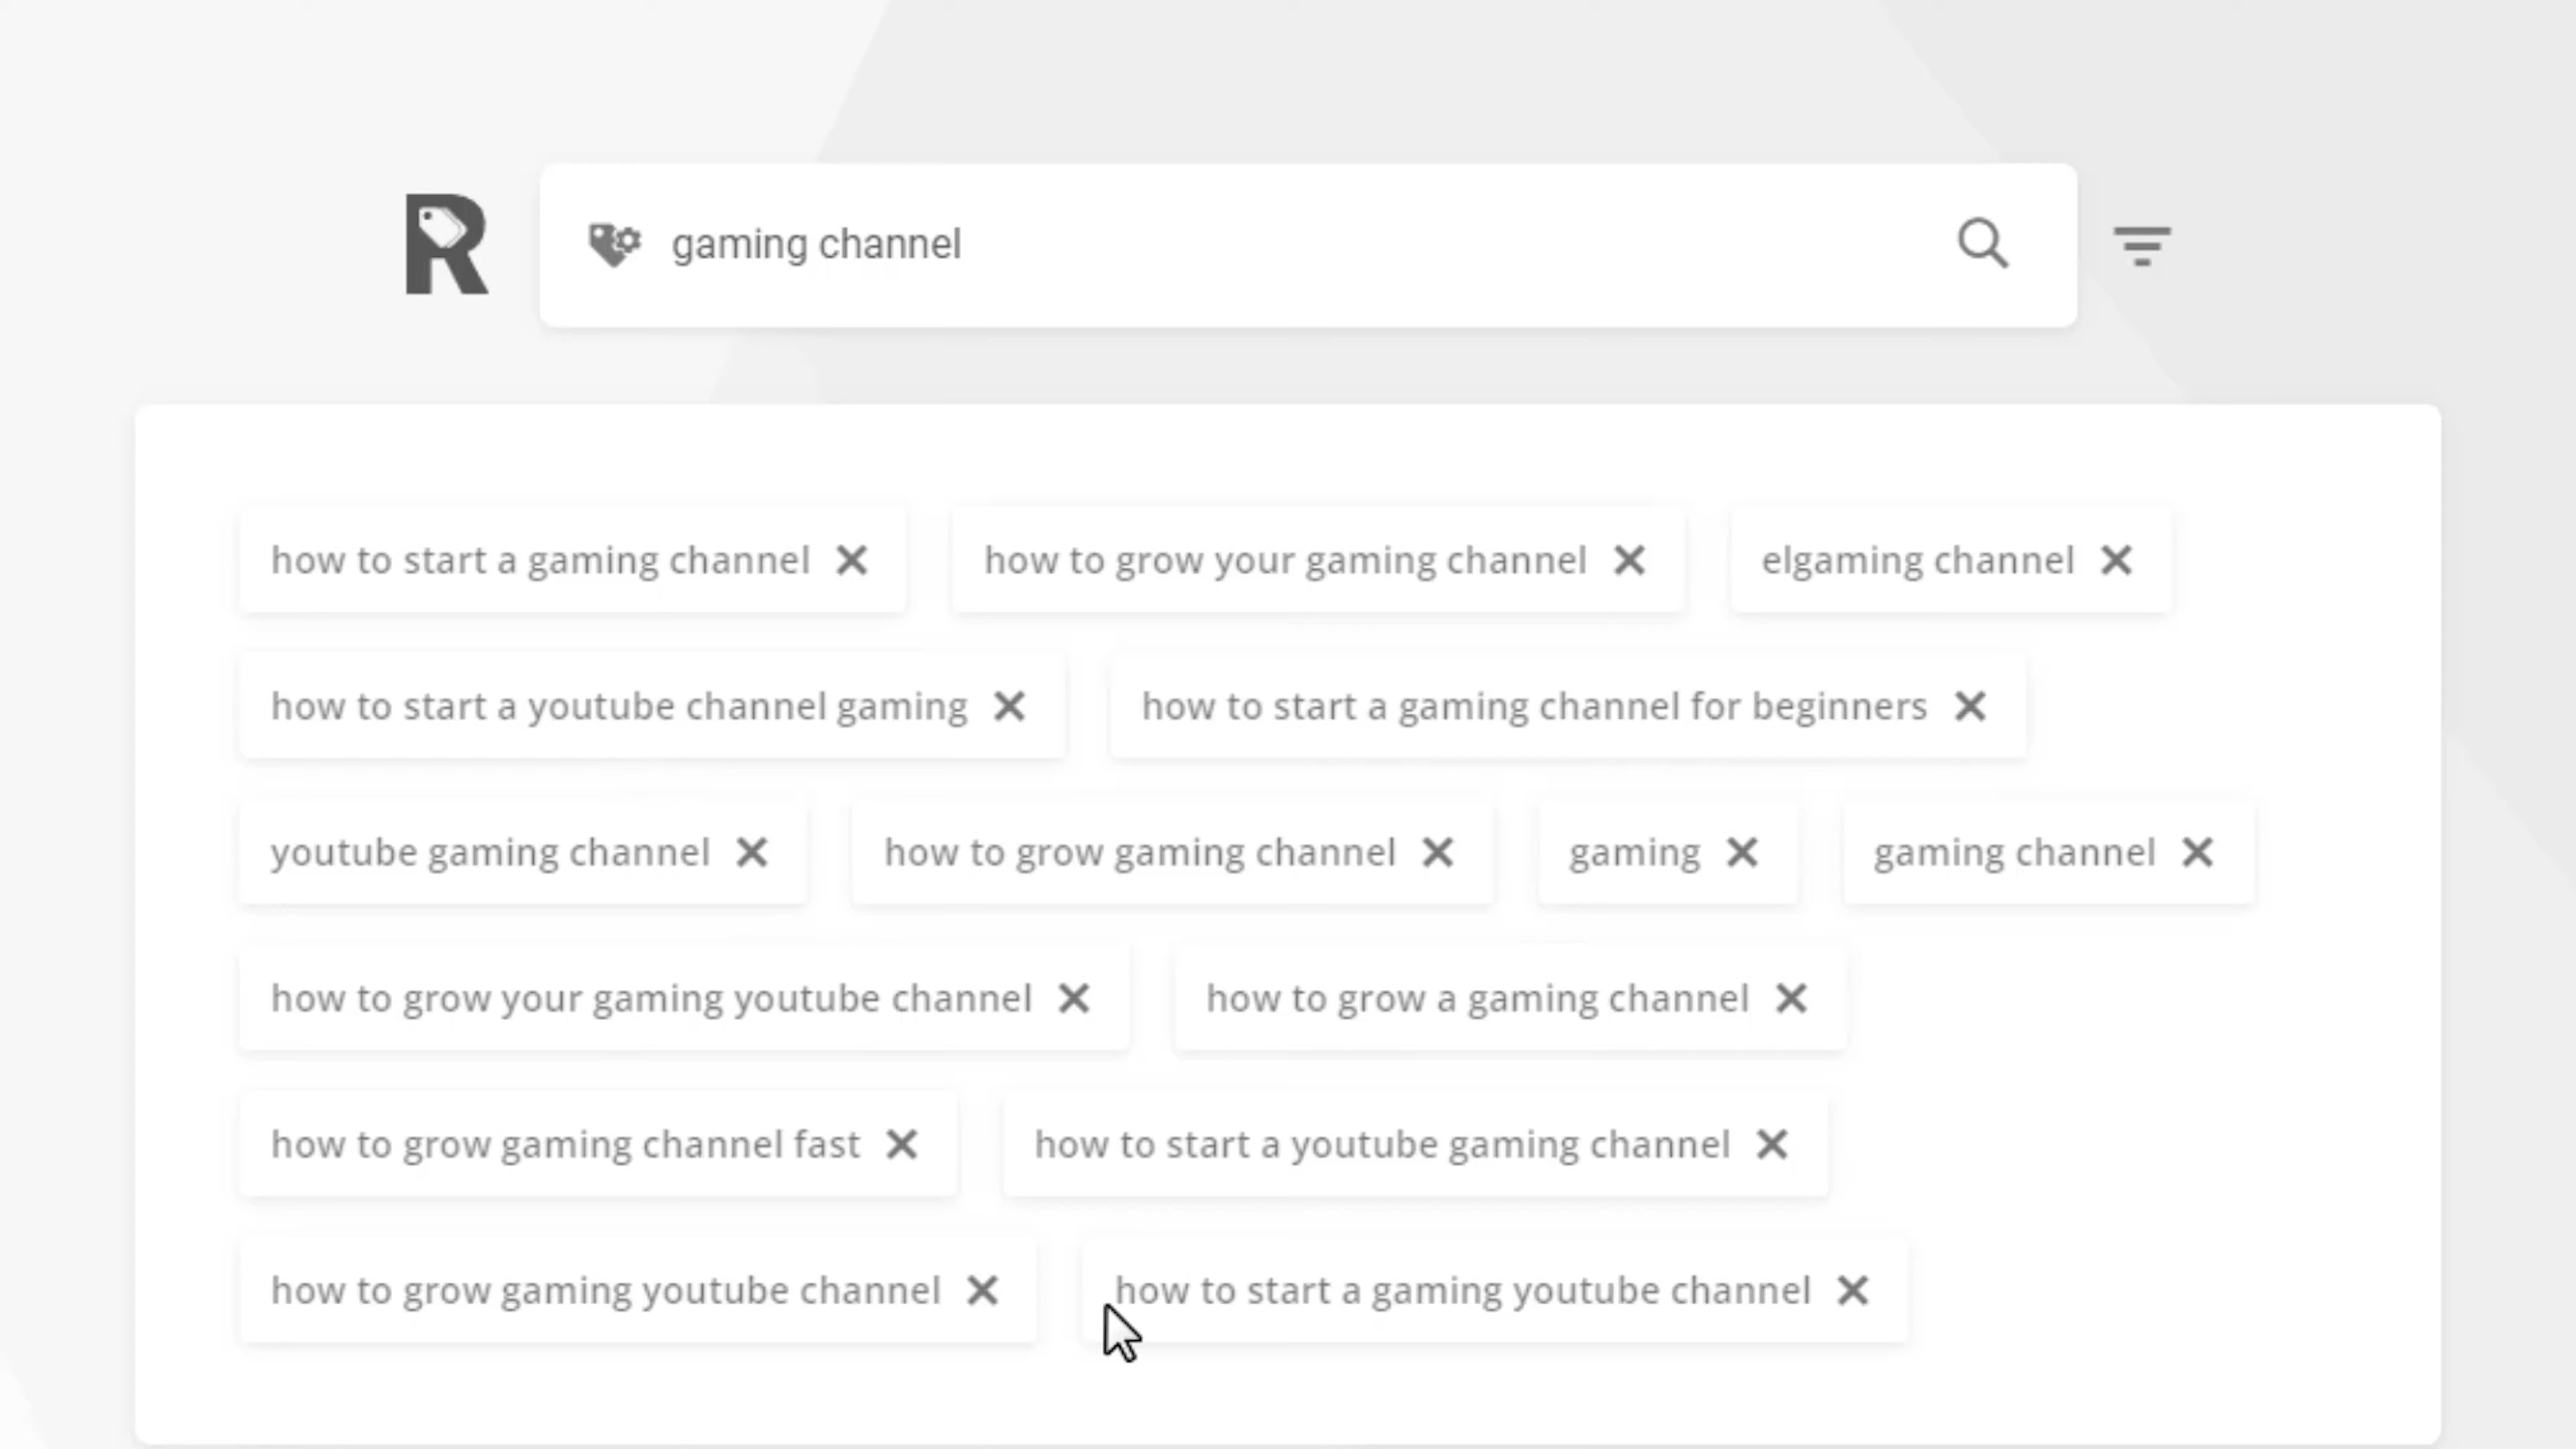 R gaming channel
how to start a gaming channel how to grow your gaming channel elgaming channel
how to start a youtube channel gaming how to start a gaming channel for beginners
youtube gaming channel how to grow gaming channel gaming gaming channel
how to grow your gaming youtube channel how to grow a gaming channel
how to grow gaming channel fast how to start a youtube gaming channel
how to grow gaming youtube channel how to start a gaming youtube channel